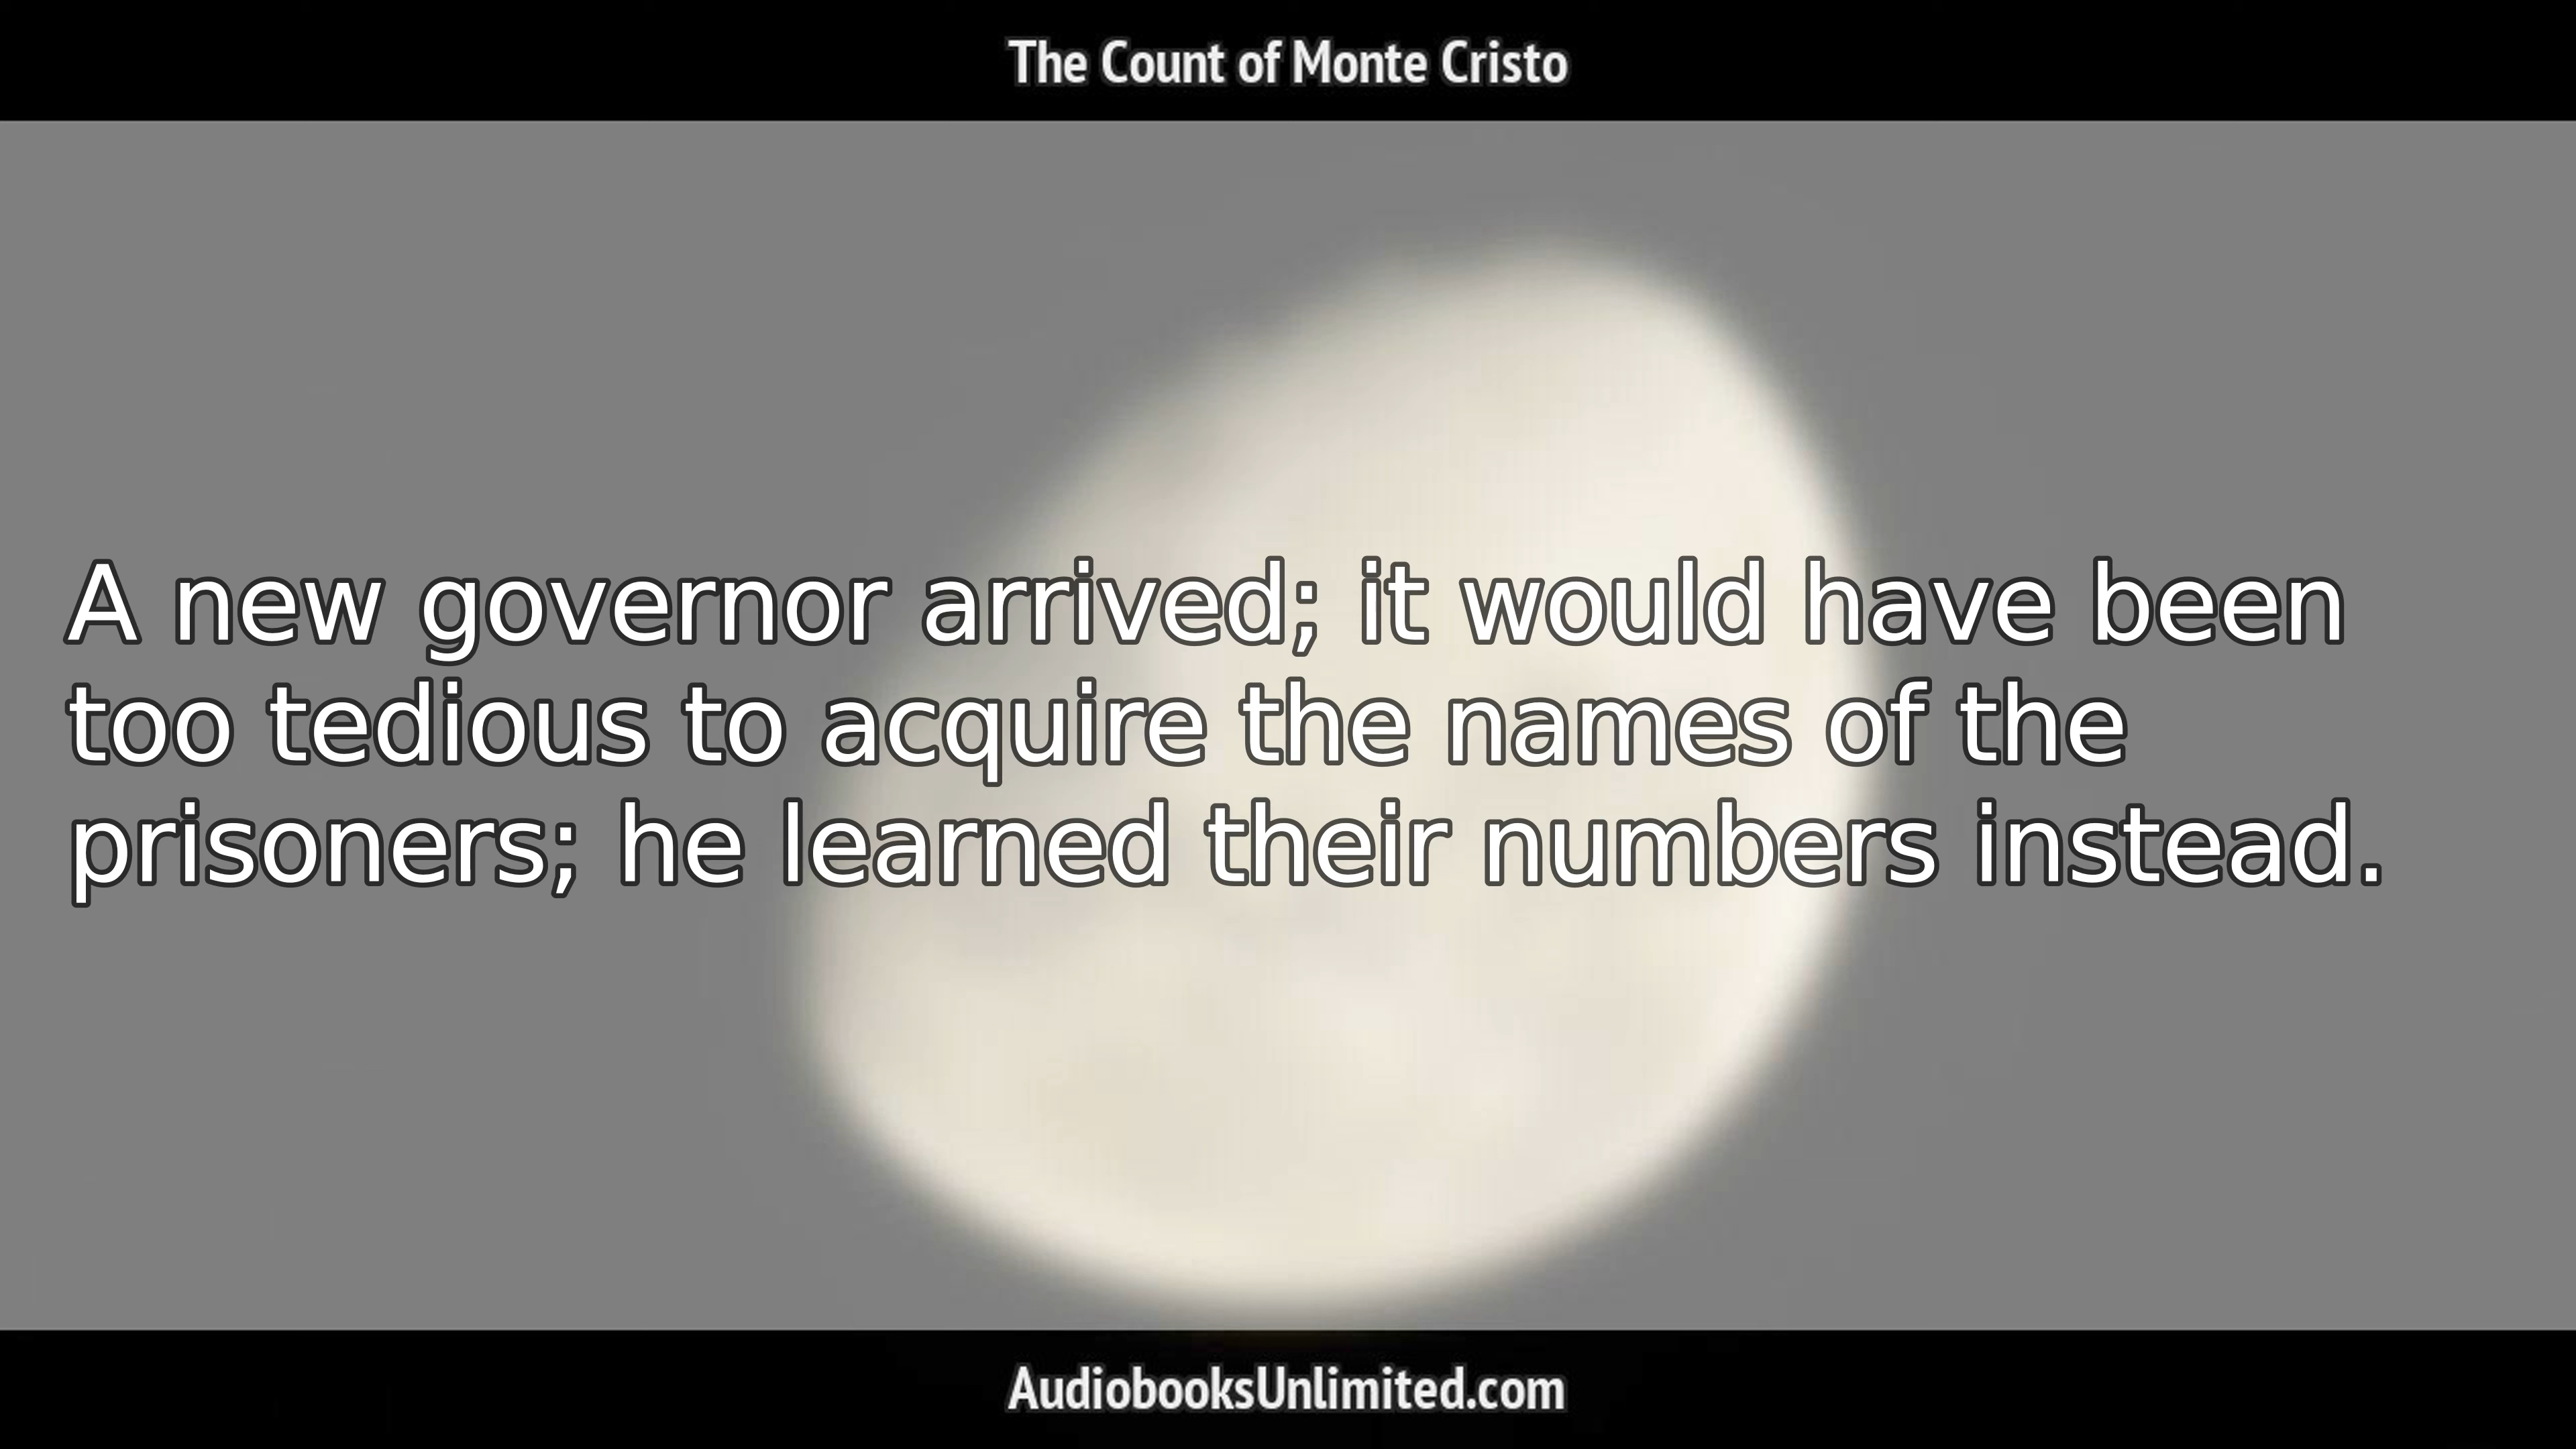 The Count of Monte Cristo
A new governor arrived; it would have been
too tedious to acquire the names of the
prisoners; he learned their numbers instead.
AudiobooksUnlimited.com